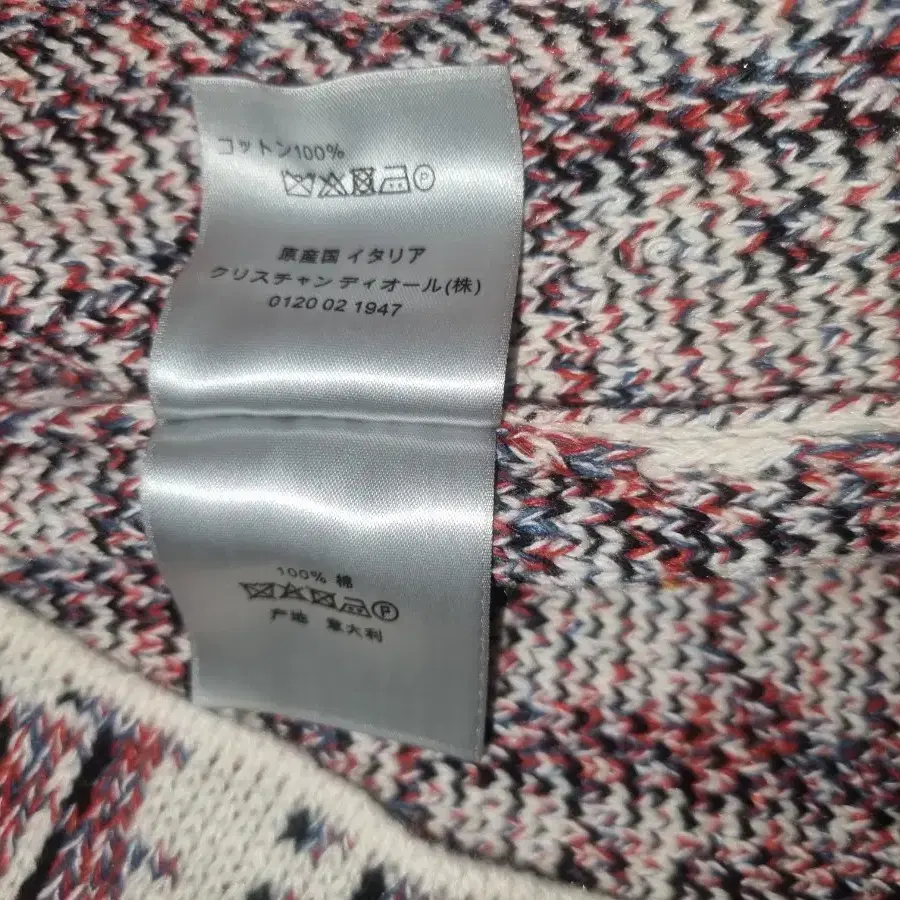 コットン100%
P
原産国 イタリア
クリスチャン ディオール(株)
0120 02 1947
100% 棉
P
产地 意大利